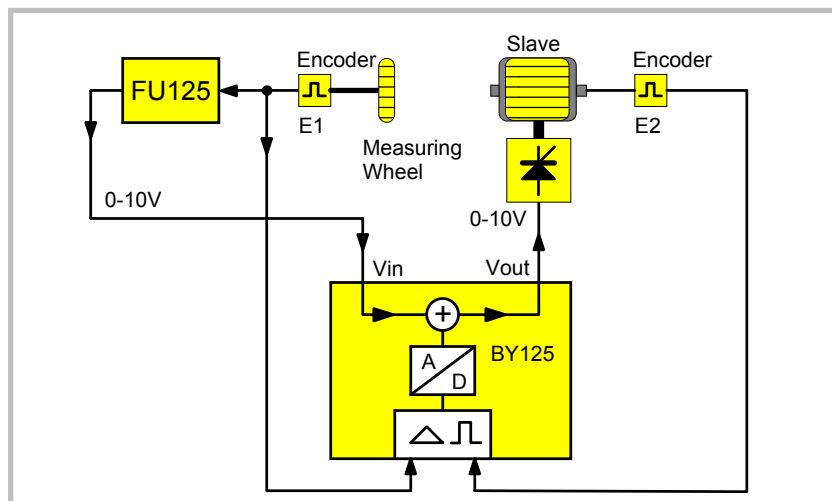 Slave
Encoder
Encoder
FU125
E1
E2
Measuring
Wheel
0-10V
0-10V
Vin
Vout
+
BY125
A
D